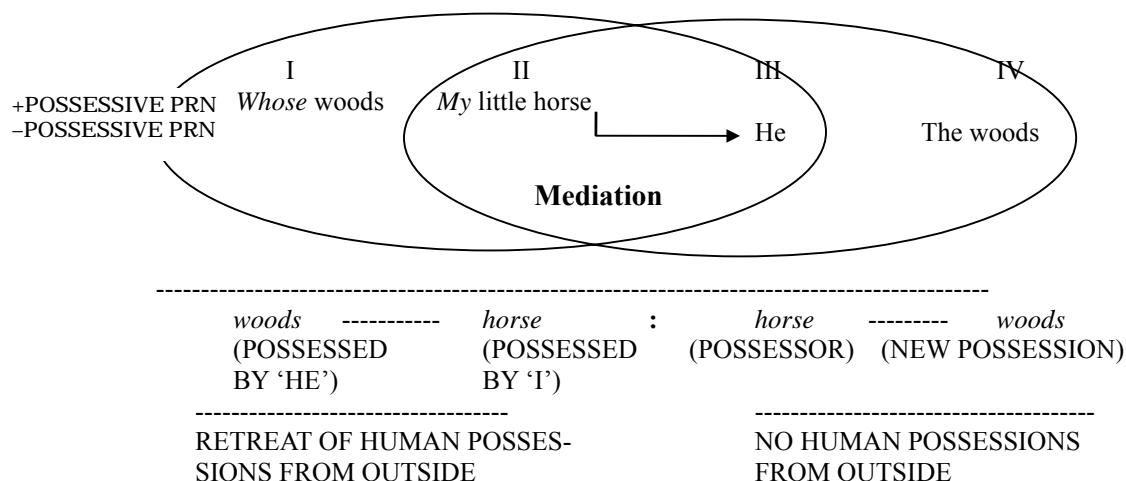 I II III IV
+POSSESSIVE PRN Whose woods My little horse
–POSSESSIVE PRN He The woods
Mediation
--------------------------------------------------------------------------------------------
woods ----------- horse : horse --------- woods
(POSSESSED (POSSESSED (POSSESSOR) (NEW POSSESSION)
BY ‘HE’) BY ‘I’)
----------------------------------- --------------------------------------
RETREAT OF HUMAN POSSES- NO HUMAN POSSESSIONS
SIONS FROM OUTSIDE FROM OUTSIDE